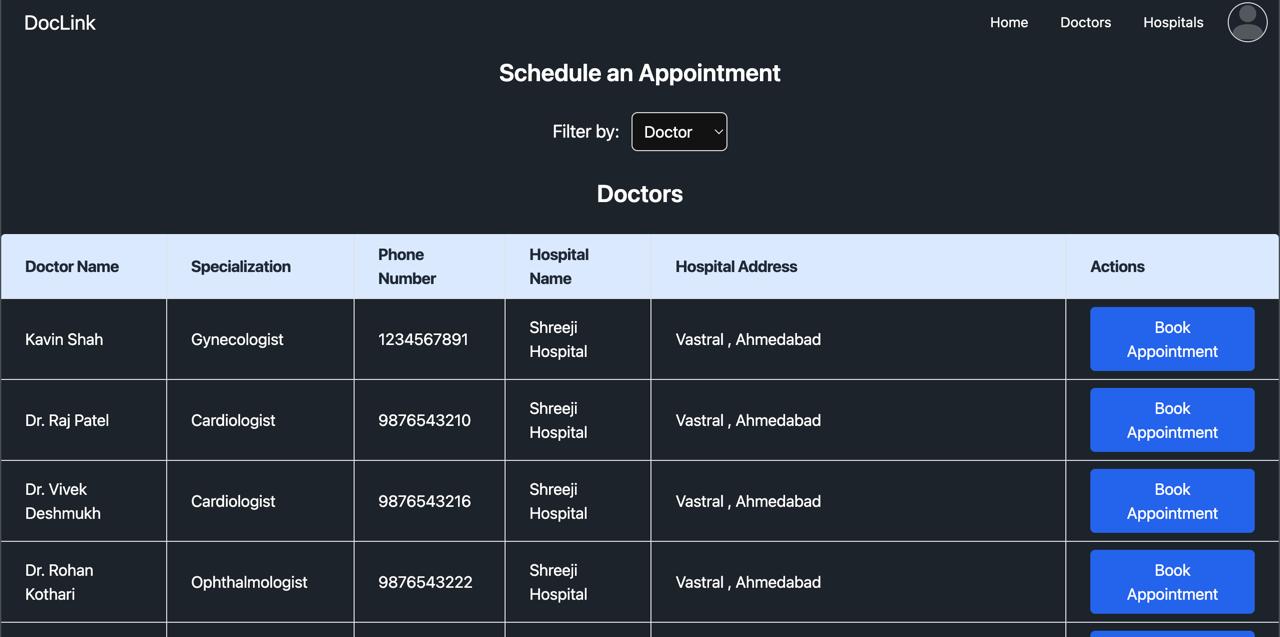 DocLink
Home Doctors Hospitals
Schedule an Appointment
Filter by: Doctor
Doctors
Doctor Name Specialization Phone Number Hospital Name Hospital Address Actions
Kavin Shah Gynecologist 1234567891 Shreeji Hospital Vastral , Ahmedabad Book Appointment
Dr. Raj Patel Cardiologist 9876543210 Shreeji Hospital Vastral , Ahmedabad Book Appointment
Dr. Vivek Deshmukh Cardiologist 9876543216 Shreeji Hospital Vastral , Ahmedabad Book Appointment
Dr. Rohan Kothari Ophthalmologist 9876543222 Shreeji Hospital Vastral , Ahmedabad Book Appointment